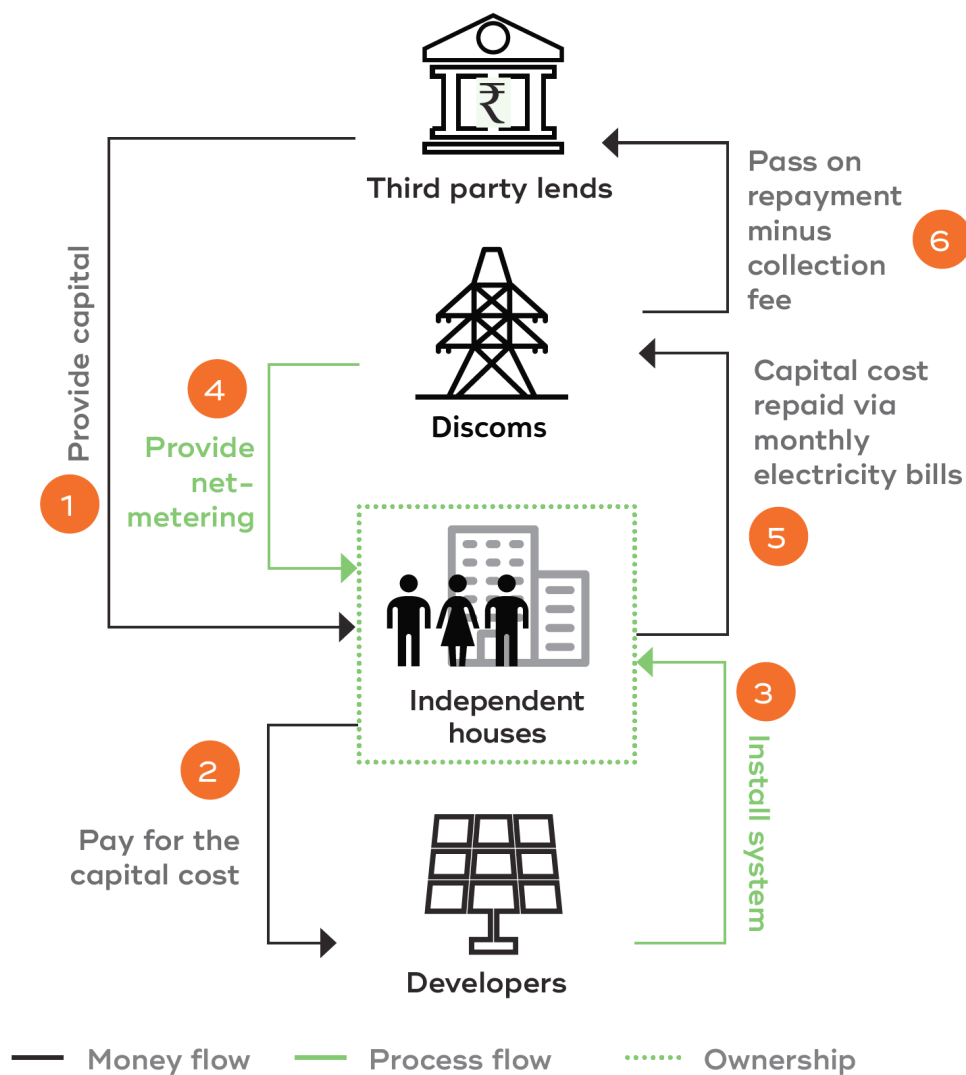 ₹
Third party lends
Provide capital
1
Pass on
repayment
minus
collection
fee
6
Discoms
4
Provide
net-
metering
Capital cost
repaid via
monthly
electricity bills
5
Independent
houses
2
Pay for the
capital cost
3
Install system
Developers
Money flow
Process flow
Ownership